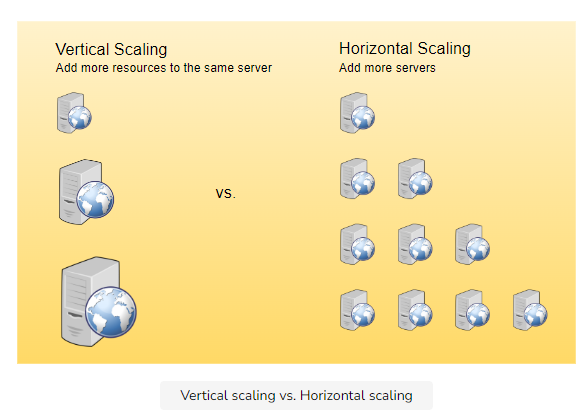 Vertical Scaling
Add more resources to the same server
Horizontal Scaling
Add more servers
vs.
Vertical scaling vs. Horizontal scaling